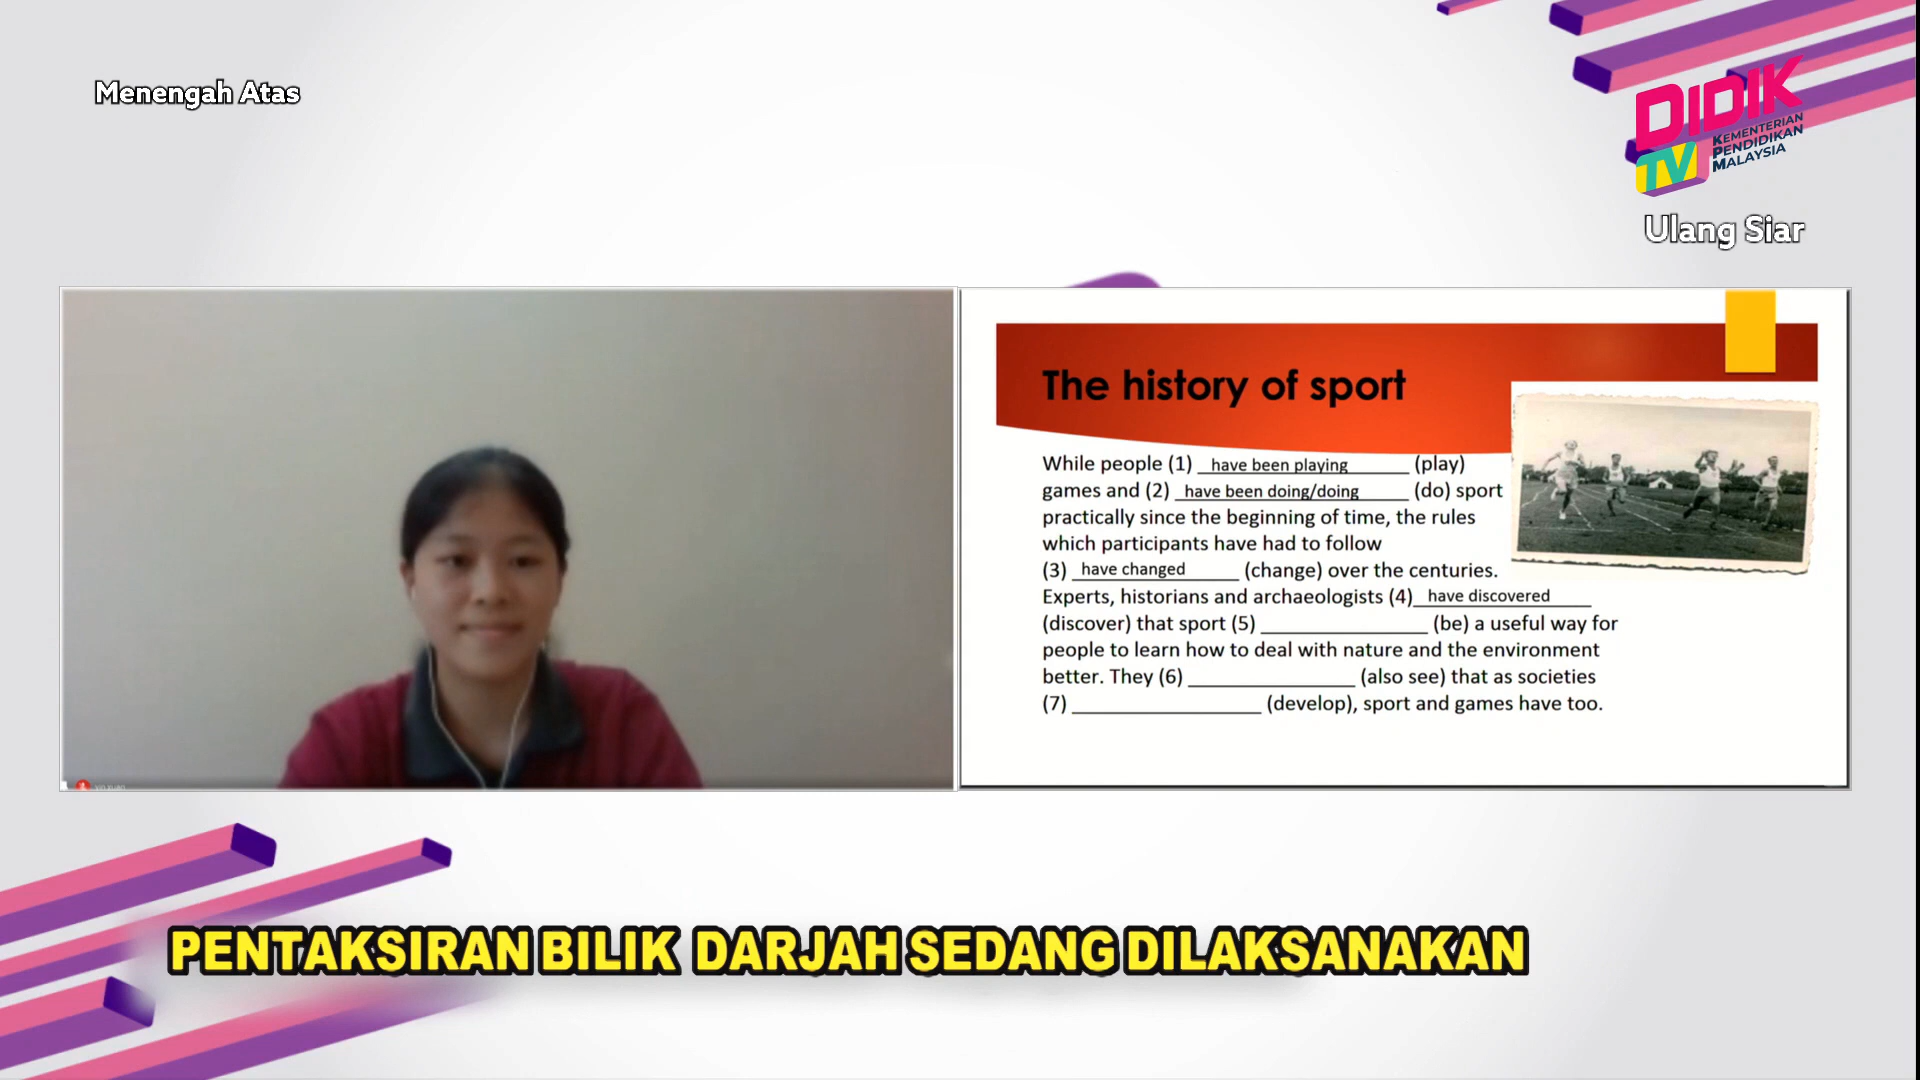 Menengah Atas
DIDIK
TV
KEMENTERIAN
PENDIDIKAN
MALAYSIA
Ulang Siar
The history of sport
While people (1) have been playing (play)
games and (2) have been doing/doing (do) sport
practically since the beginning of time, the rules
which participants have had to follow
(3) have changed (change) over the centuries.
Experts, historians and archaeologists (4) have discovered
(discover) that sport (5) ________________ (be) a useful way for
people to learn how to deal with nature and the environment
better. They (6) ________________ (also see) that as societies
(7) __________________ (develop), sport and games have too.
PENTAKSIRAN BILIK DARJAH SEDANG DILAKSANAKAN